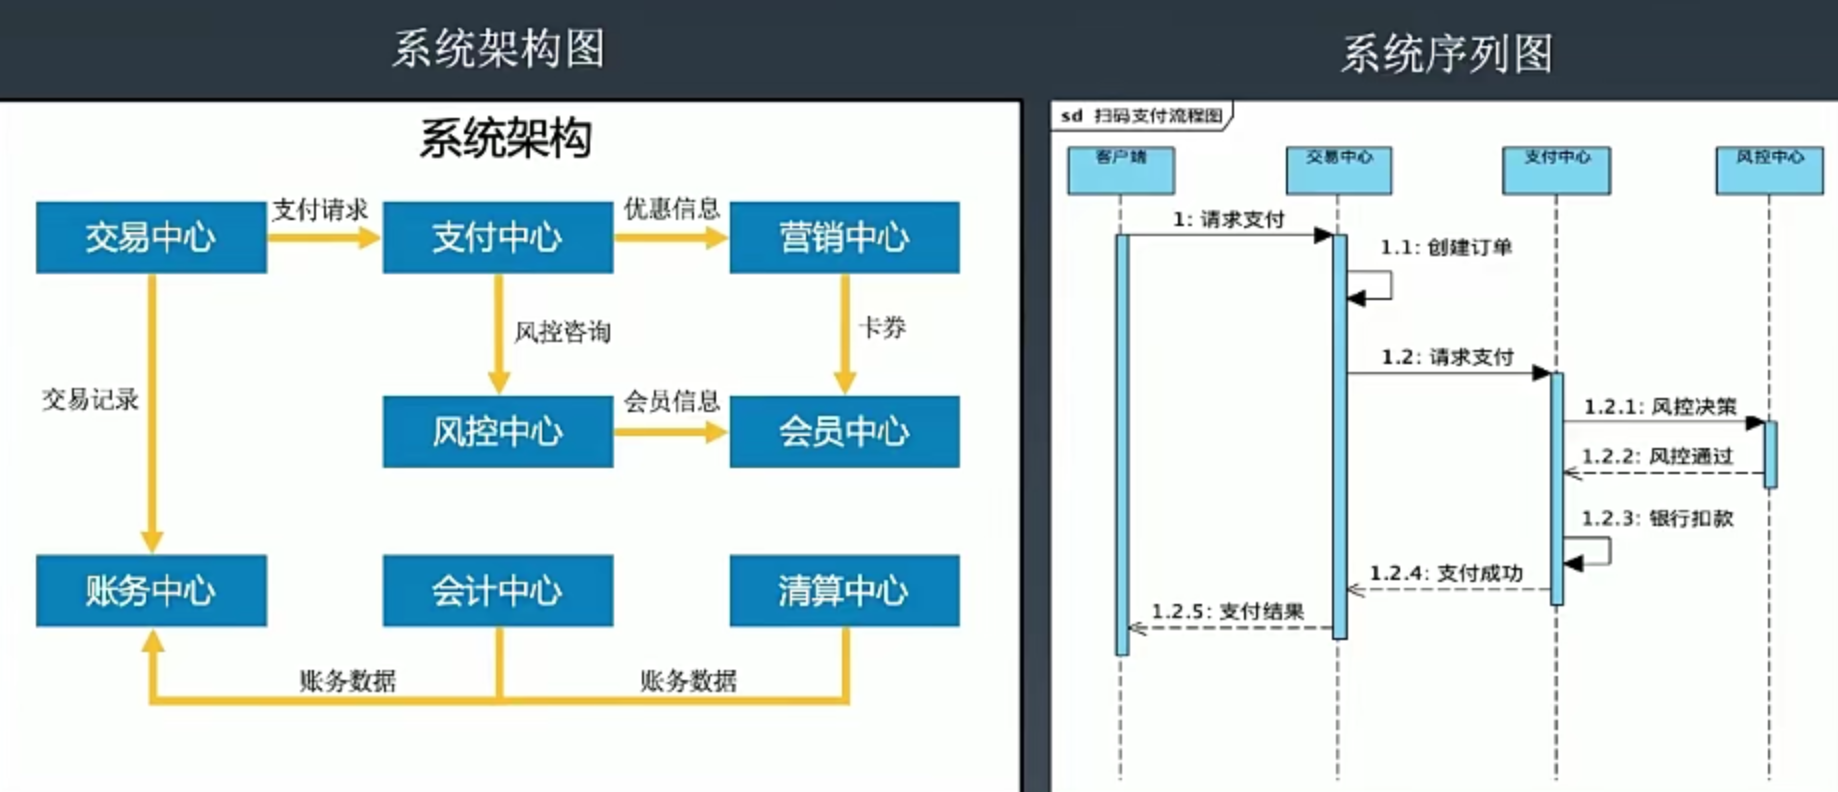 系统架构图
系统架构
交易中心
支付请求
支付中心
优惠信息
营销中心
交易记录
风控咨询
卡券
风控中心
会员信息
会员中心
账务中心
会计中心
清算中心
账务数据
账务数据
系统序列图
sd 扫码支付流程图
客户端
交易中心
支付中心
风控中心
1: 请求支付
1.1: 创建订单
1.2: 请求支付
1.2.1: 风控决策
1.2.2: 风控通过
1.2.3: 银行扣款
1.2.4: 支付成功
1.2.5: 支付结果